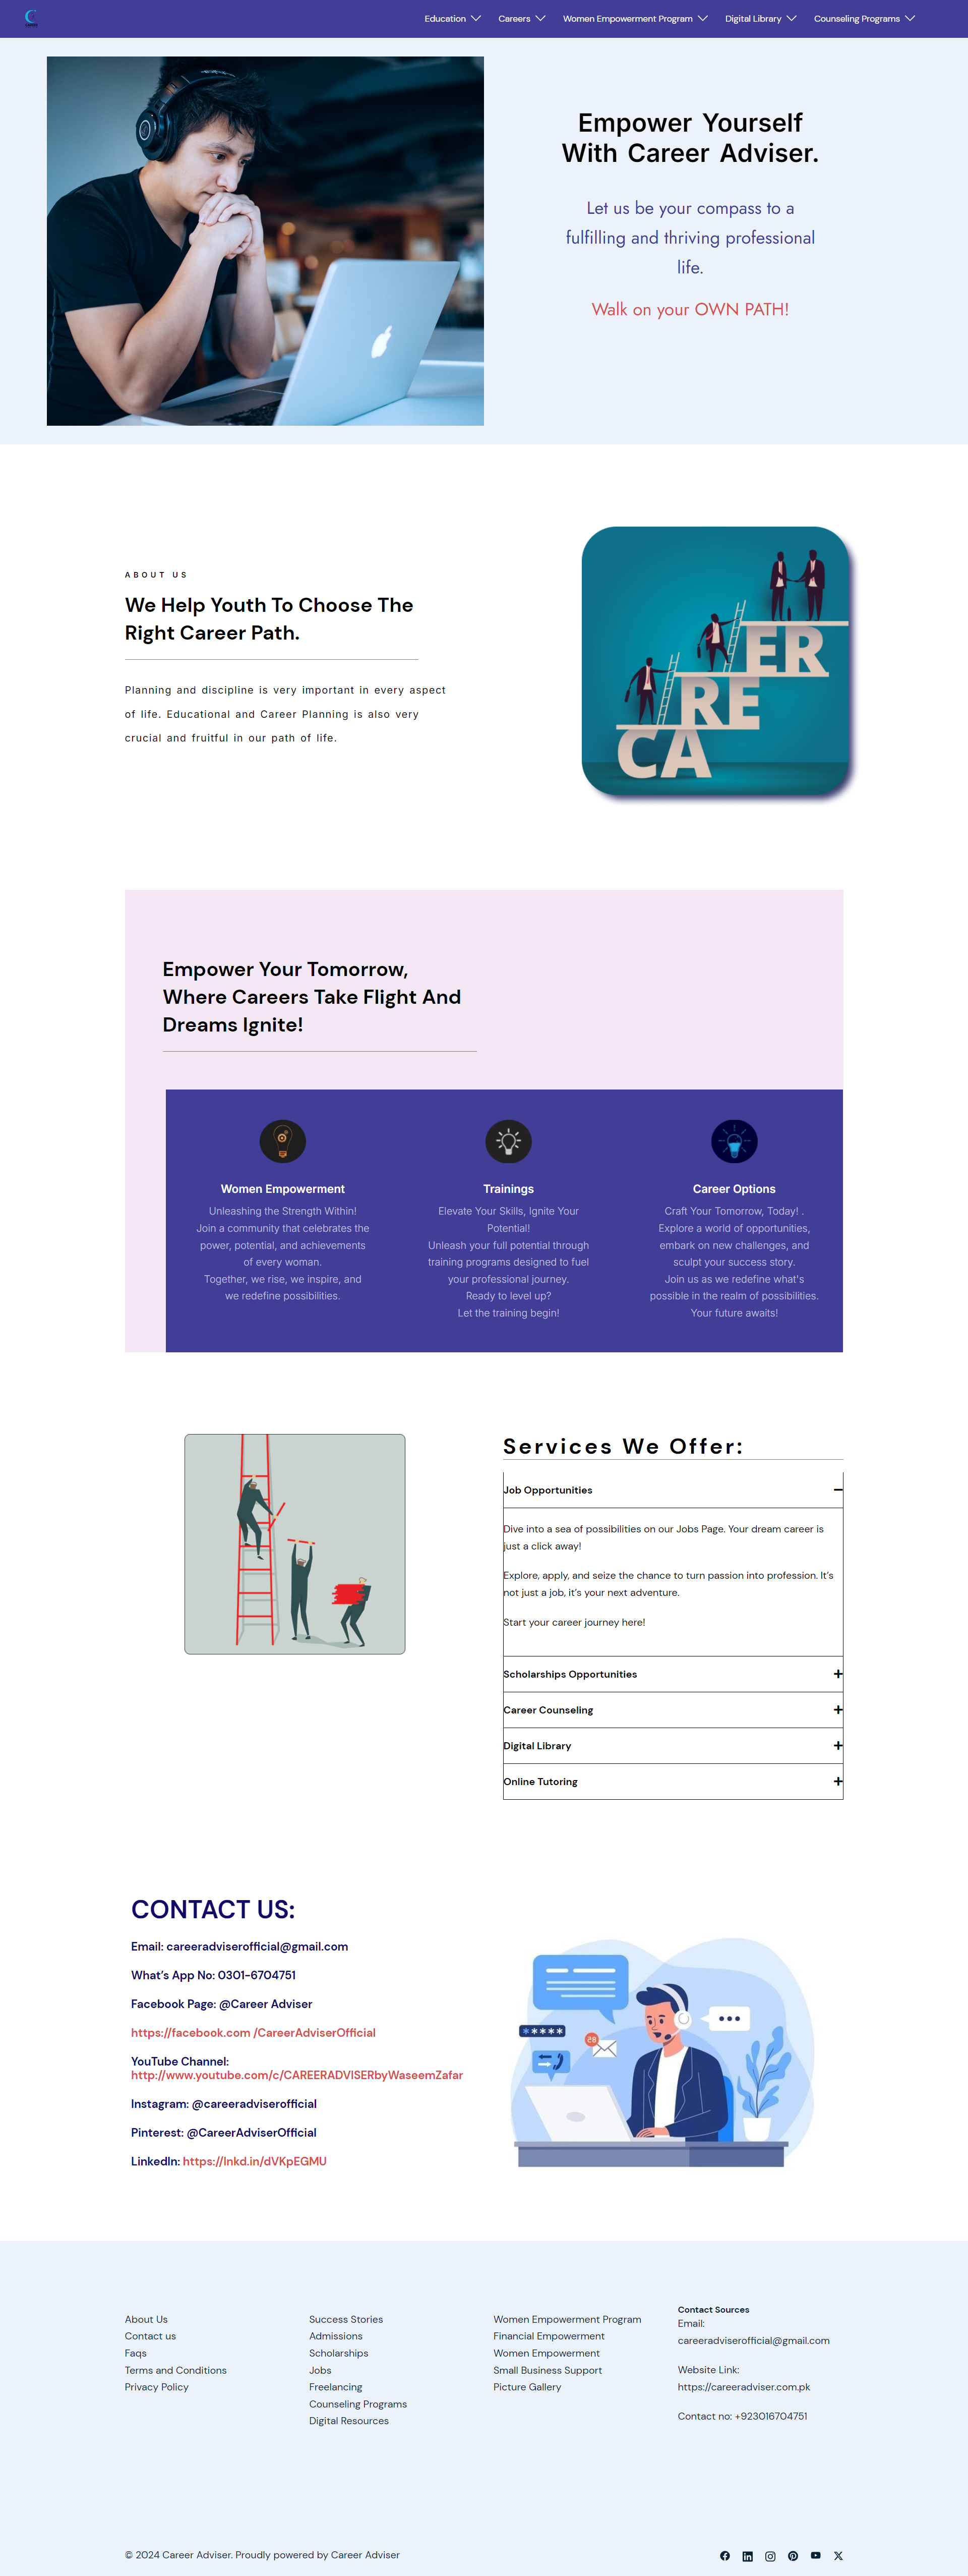 Education
Careers
Women Empowerment Program
Digital Library
Counseling Programs
Empower Yourself
With Career Adviser.
Let us be your compass to a
fulfilling and thriving professional
life.
Walk on your OWN PATH!
ABOUT US
We Help Youth To Choose The
Right Career Path.
Planning and discipline is very important in every aspect
of life. Educational and Career Planning is also very
crucial and fruitful in our path of life.
ER
RE
CA
Empower Your Tomorrow,
Where Careers Take Flight And
Dreams Ignite!
Women Empowerment
Unleashing the Strength Within!
Join a community that celebrates the
power, potential, and achievements
of every woman.
Together, we rise, we inspire, and
we redefine possibilities.
Trainings
Elevate Your Skills, Ignite Your
Potential!
Unleash your full potential through
training programs designed to fuel
your professional journey.
Ready to level up?
Let the training begin!
Career Options
Craft Your Tomorrow, Today! .
Explore a world of opportunities,
embark on new challenges, and
sculpt your success story.
Join us as we redefine what's
possible in the realm of possibilities.
Your future awaits!
Services We Offer:
Job Opportunities
Dive into a sea of possibilities on our Jobs Page. Your dream career is
just a click away!
Explore, apply, and seize the chance to turn passion into profession. It's
not just a job, it's your next adventure.
Start your career journey here!
Scholarships Opportunities
Career Counseling
Digital Library
Online Tutoring
CONTACT US:
Email: careeradviserofficial@gmail.com
What's App No: 0301-6704751
Facebook Page: @Career Adviser
https://facebook.com /CareerAdviserOfficial
YouTube Channel:
http://www.youtube.com/c/CAREERADVISERbyWaseemZafar
Instagram: @careeradviserofficial
Pinterest: @CareerAdviserOfficial
LinkedIn: https://lnkd.in/dVKpEGMU
*****
28
About Us
Contact us
Faqs
Terms and Conditions
Privacy Policy
Success Stories
Admissions
Scholarships
Jobs
Freelancing
Counseling Programs
Digital Resources
Women Empowerment Program
Financial Empowerment
Women Empowerment
Small Business Support
Picture Gallery
Contact Sources
Email:
careeradviserofficial@gmail.com
Website Link:
https://careeradviser.com.pk
Contact no: +923016704751
© 2024 Career Adviser. Proudly powered by Career Adviser